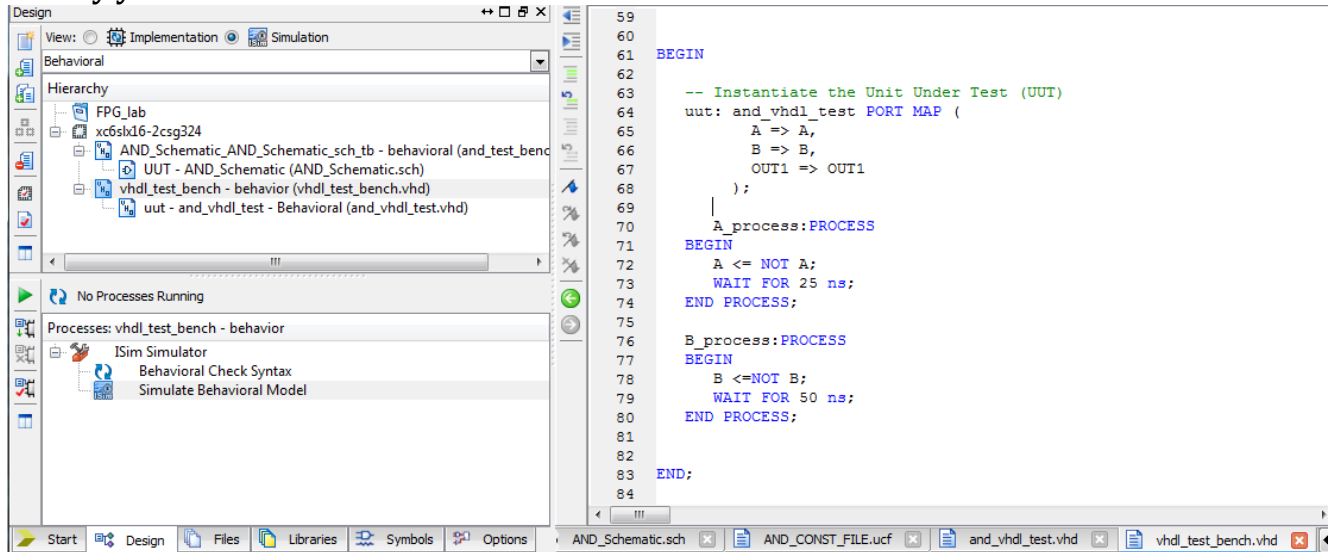 Design
View: Implementation Simulation
Behavioral
Hierarchy
FPG_lab
xc6slx16-2csg324
AND_Schematic_AND_Schematic_sch_tb - behavioral (and_test_benc
UUT - AND_Schematic (AND_Schematic.sch)
vhdl_test_bench - behavior (vhdl_test_bench.vhd)
uut - and_vhdl_test - Behavioral (and_vhdl_test.vhd)
No Processes Running
Processes: vhdl_test_bench - behavior
ISim Simulator
Behavioral Check Syntax
Simulate Behavioral Model
Start Design Files Libraries Symbols Options
59
60
61 BEGIN
62
63 -- Instantiate the Unit Under Test (UUT)
64 uut: and_vhdl_test PORT MAP (
65 A => A,
66 B => B,
67 OUT1 => OUT1
68 );
69
70 A_process:PROCESS
71 BEGIN
72 A <= NOT A;
73 WAIT FOR 25 ns;
74 END PROCESS;
75
76 B_process:PROCESS
77 BEGIN
78 B <=NOT B;
79 WAIT FOR 50 ns;
80 END PROCESS;
81
82
83 END;
84
AND_Schematic.sch AND_CONST_FILE.ucf and_vhdl_test.vhd vhdl_test_bench.vhd